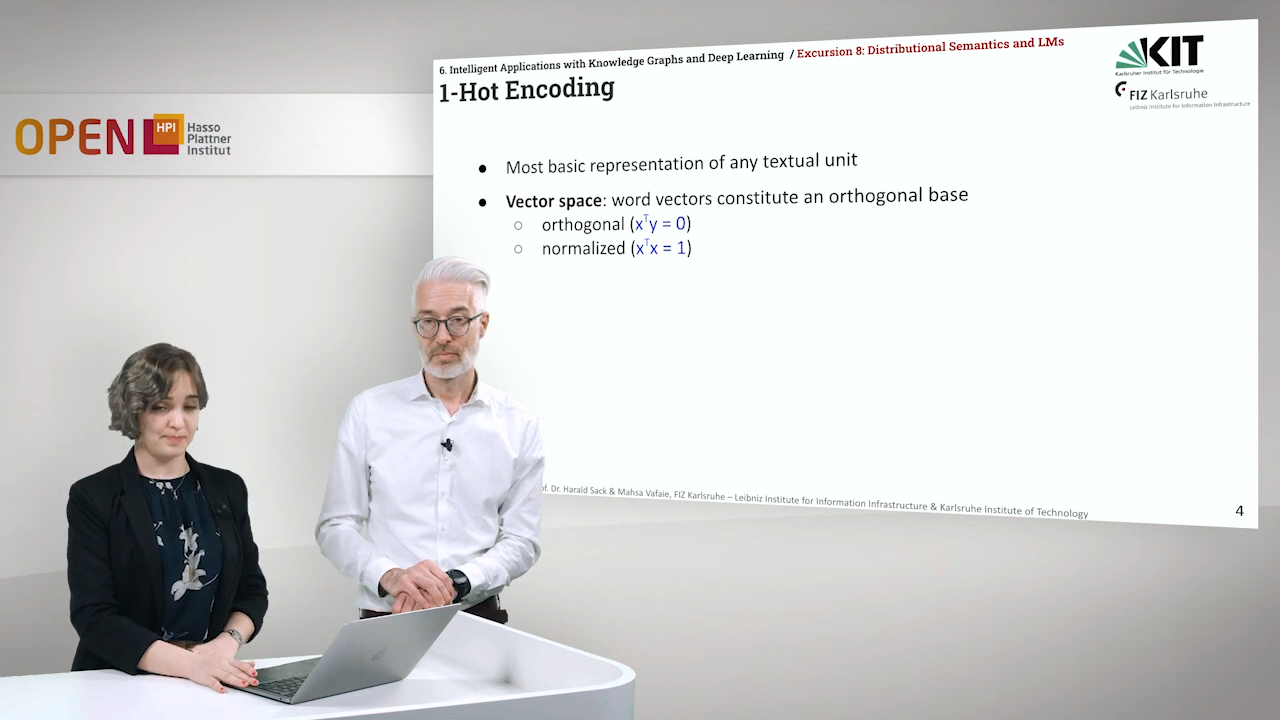 6. Intelligent Applications with Knowledge Graphs and Deep Learning / Excursion 8: Distributional Semantics and LMs
1-Hot Encoding
KIT
Karlsruher Institut für Technologie
FIZ Karlsruhe
Leibniz Institute for Information Infrastructure
OPEN HPI Hasso
Plattner
Institut
● Most basic representation of any textual unit
● Vector space: word vectors constitute an orthogonal base
○ orthogonal (xᵀy = 0)
○ normalized (xᵀx = 1)
Dr. Harald Sack & Mahsa Vafaie, FIZ Karlsruhe – Leibniz Institute for Information Infrastructure & Karlsruhe Institute of Technology
4